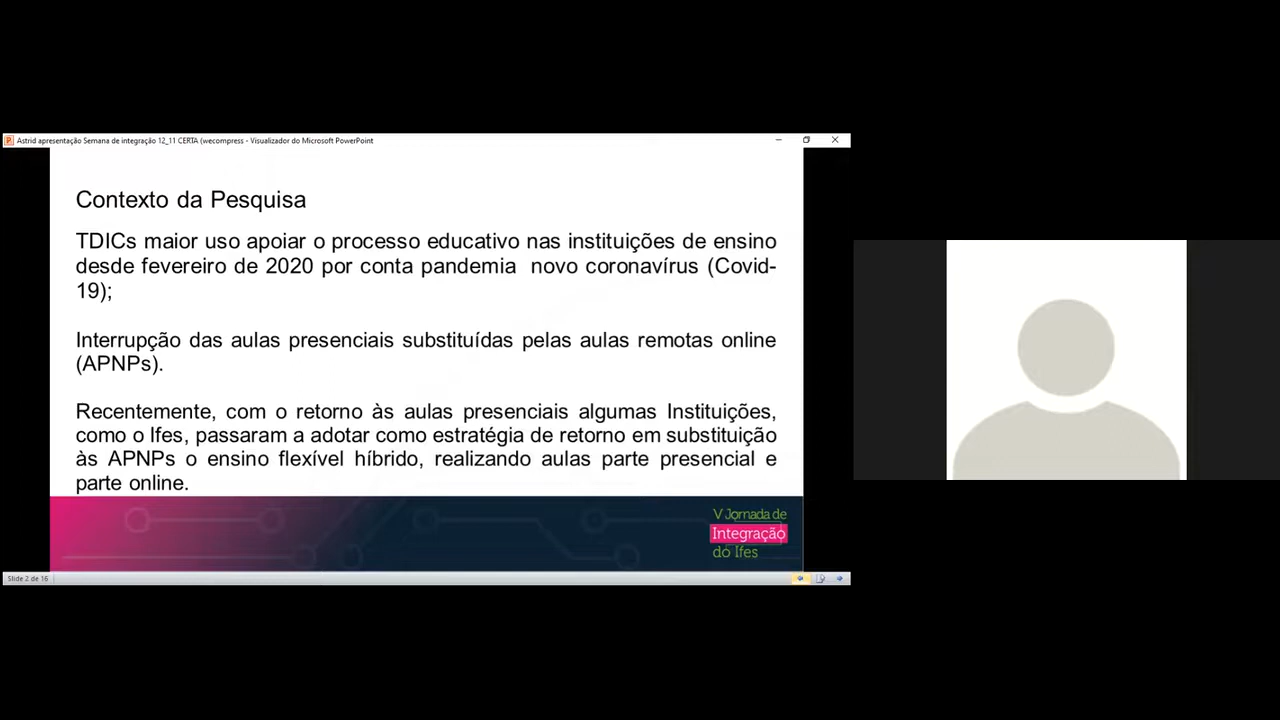 Astrid apresentação Semana de integração 12_11 CERTA (wecompress - Visualizador do Microsoft PowerPoint
Contexto da Pesquisa
TDICs maior uso apoiar o processo educativo nas instituições de ensino
desde fevereiro de 2020 por conta pandemia novo coronavírus (Covid-
19);
Interrupção das aulas presenciais substituídas pelas aulas remotas online
(APNPs).
Recentemente, com o retorno às aulas presenciais algumas Instituições,
como o Ifes, passaram a adotar como estratégia de retorno em substituição
às APNPs o ensino flexível híbrido, realizando aulas parte presencial e
parte online.
V Jornada de
Integração
do Ifes
Slide 2 de 16